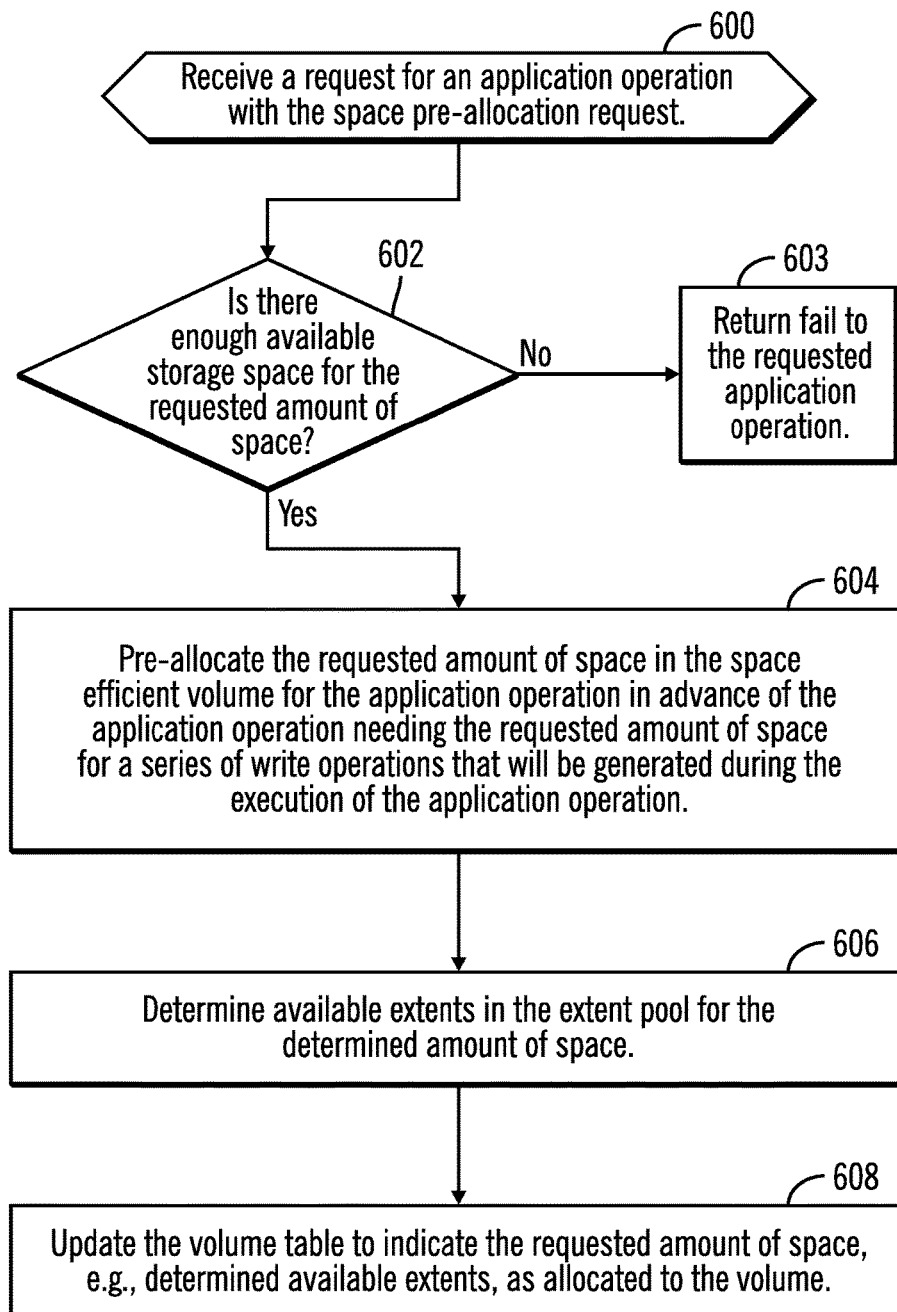 600
Receive a request for an application operation
with the space pre-allocation request.
602
Is there
enough available
storage space for the
requested amount of
space?
No
603
Return fail to
the requested
application
operation.
Yes
604
Pre-allocate the requested amount of space in the space
efficient volume for the application operation in advance of the
application operation needing the requested amount of space
for a series of write operations that will be generated during the
execution of the application operation.
606
Determine available extents in the extent pool for the
determined amount of space.
608
Update the volume table to indicate the requested amount of space,
e.g., determined available extents, as allocated to the volume.